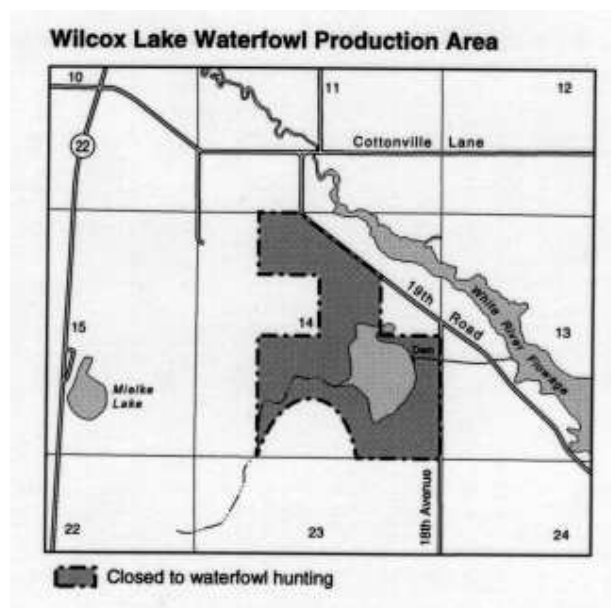 Wilcox Lake Waterfowl Production Area
10
11
12
22
Cottonville Lane
19th Road
White River Flowage
15
14
13
Dam
Mielke
Lake
18th Avenue
22
23
24
Closed to waterfowl hunting